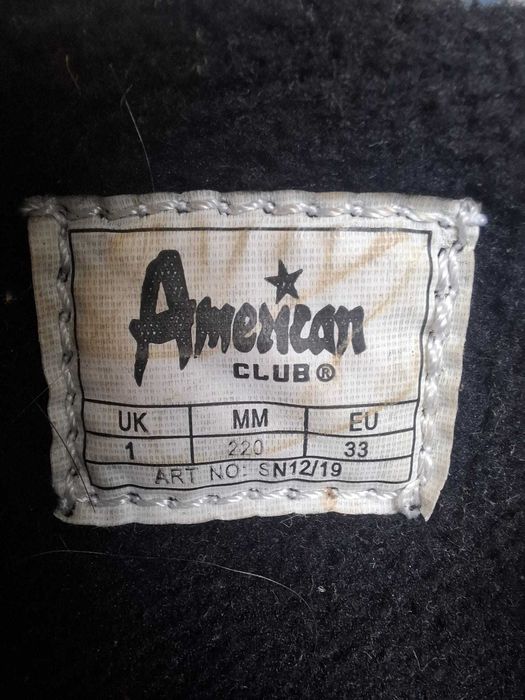 American
CLUB®
UK MM EU
1 220 33
ART NO: SN12/19